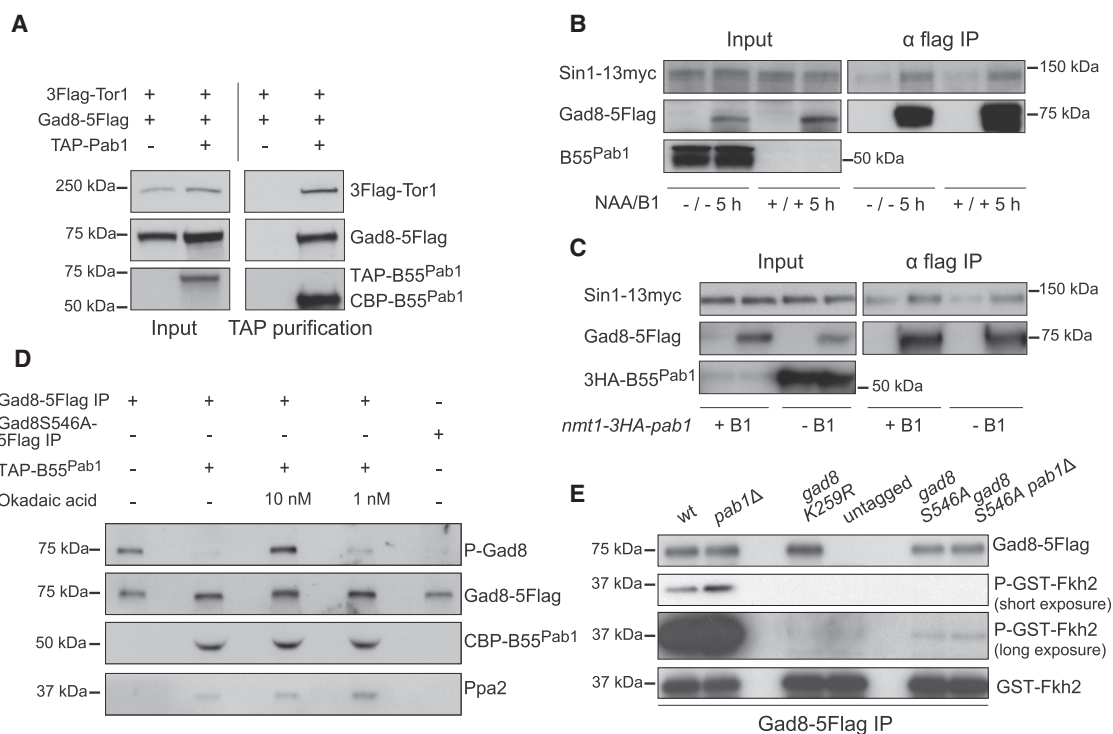 A
3Flag-Tor1 + + + +
Gad8-5Flag + + + +
TAP-Pab1 - + - +
250 kDa
3Flag-Tor1
75 kDa
Gad8-5Flag
75 kDa
TAP-B55Pab1
50 kDa
CBP-B55Pab1
Input TAP purification
B
Input α flag IP
Sin1-13myc
150 kDa
Gad8-5Flag
75 kDa
B55Pab1
50 kDa
NAA/B1 - / - 5 h + / + 5 h - / - 5 h + / + 5 h
C
Input α flag IP
Sin1-13myc
150 kDa
Gad8-5Flag
75 kDa
3HA-B55Pab1
50 kDa
nmt1-3HA-pab1 + B1 - B1 + B1 - B1
D
Gad8-5Flag IP + + + + -
Gad8S546A-
5Flag IP - - - - +
TAP-B55Pab1 - + + + -
Okadaic acid - - 10 nM 1 nM -
75 kDa
P-Gad8
75 kDa
Gad8-5Flag
50 kDa
CBP-B55Pab1
37 kDa
Ppa2
E
wt
pab1Δ
gad8
K259R
untagged
gad8
S546A
gad8
S546A pab1Δ
75 kDa
Gad8-5Flag
37 kDa
P-GST-Fkh2
(short exposure)
37 kDa
P-GST-Fkh2
(long exposure)
37 kDa
GST-Fkh2
Gad8-5Flag IP